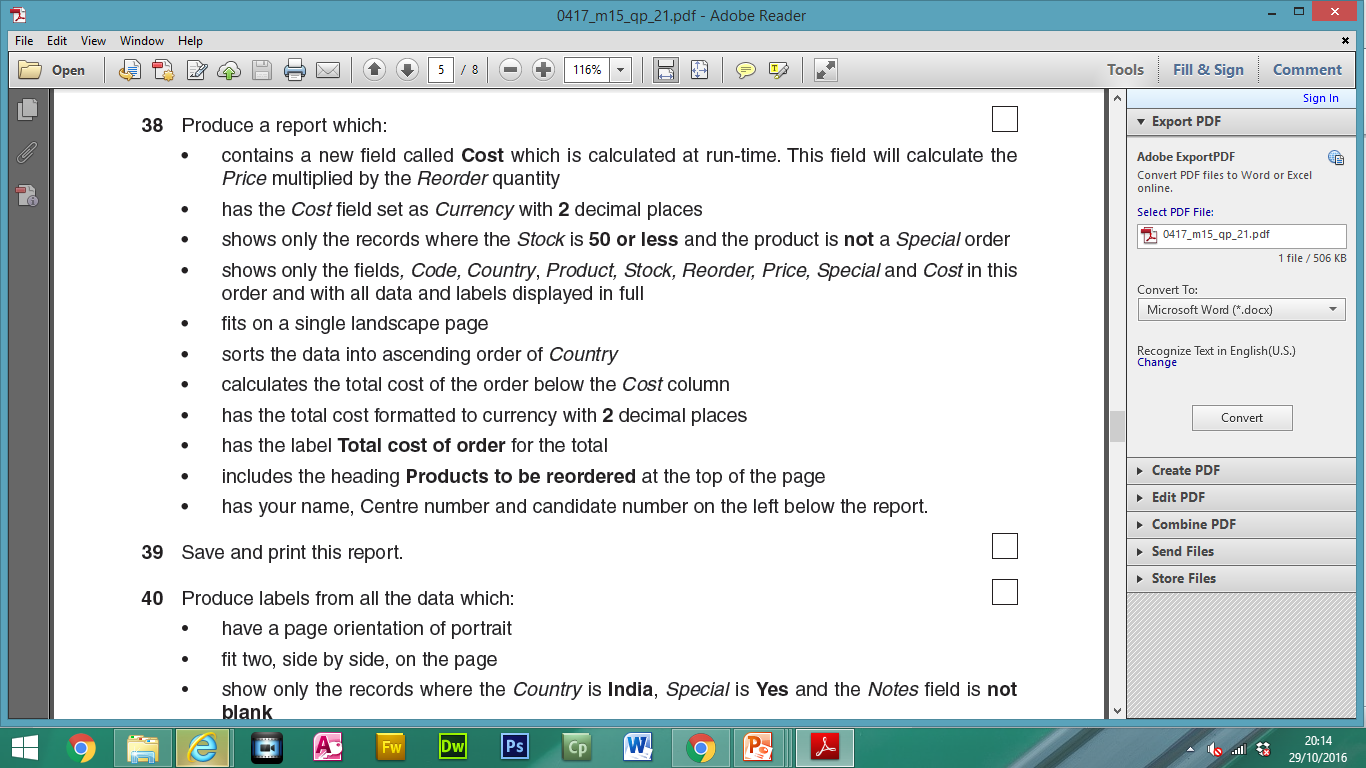 0417_m15_qp_21.pdf - Adobe Reader
File Edit View Window Help
Open 5 / 8 116% Tools Fill & Sign Comment
Sign In
38 Produce a report which:
• contains a new field called Cost which is calculated at run-time. This field will calculate the
Price multiplied by the Reorder quantity
• has the Cost field set as Currency with 2 decimal places
• shows only the records where the Stock is 50 or less and the product is not a Special order
• shows only the fields, Code, Country, Product, Stock, Reorder, Price, Special and Cost in this
order and with all data and labels displayed in full
• fits on a single landscape page
• sorts the data into ascending order of Country
• calculates the total cost of the order below the Cost column
• has the total cost formatted to currency with 2 decimal places
• has the label Total cost of order for the total
• includes the heading Products to be reordered at the top of the page
• has your name, Centre number and candidate number on the left below the report.
39 Save and print this report.
40 Produce labels from all the data which:
• have a page orientation of portrait
• fit two, side by side, on the page
• show only the records where the Country is India, Special is Yes and the Notes field is not
blank
Export PDF
Adobe ExportPDF
Convert PDF files to Word or Excel
online.
Select PDF File:
0417_m15_qp_21.pdf
1 file / 506 KB
Convert To:
Microsoft Word (*.docx)
Recognize Text in English(U.S.)
Change
Convert
Create PDF
Edit PDF
Combine PDF
Send Files
Store Files
A Fw Dw Ps Cp W P
20:14
29/10/2016